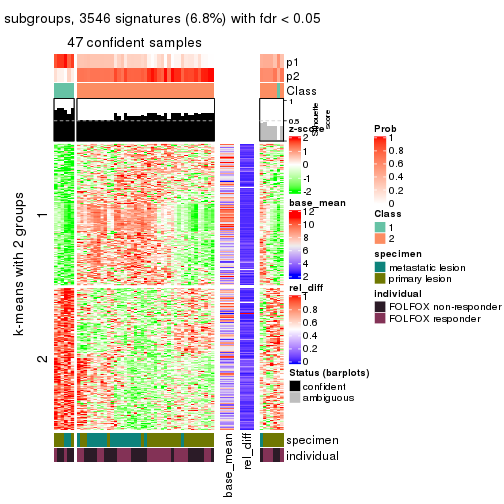 subgroups, 3546 signatures (6.8%) with fdr < 0.05
47 confident samples
p1
p2
Class
1
0.5
0
Silhouette
score
z-score
2
1
0
-1
-2
base_mean
12
10
8
6
4
2
rel_diff
1
0.8
0.6
0.4
0.2
0
Status (barplots)
confident
ambiguous
Prob
1
0.8
0.6
0.4
0.2
0
Class
1
2
specimen
metastatic lesion
primary lesion
individual
FOLFOX non-responder
FOLFOX responder
k-means with 2 groups
1
2
specimen
individual
base_mean
rel_diff